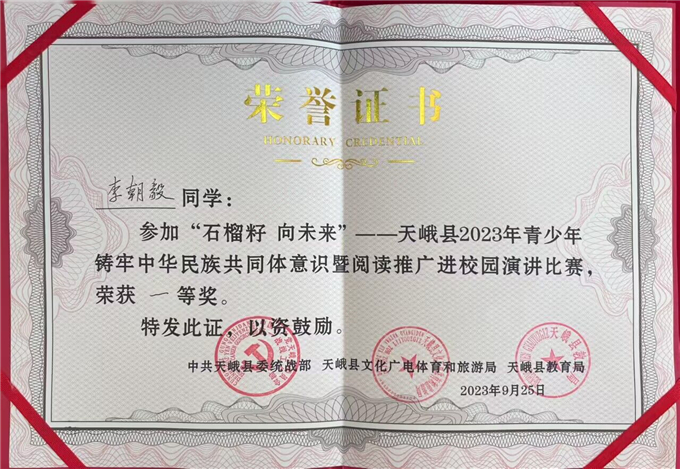 荣誉证书
HONORARY CREDENTIAL
李朝毅 同学：
参加“石榴籽 向未来”——天峨县2023年青少年
铸牢中华民族共同体意识暨阅读推广进校园演讲比赛，
荣获 一 等奖。
特发此证，以资鼓励。
中共天峨县委统战部 天峨县文化广电体育和旅游局 天峨县教育局
2023年9月25日